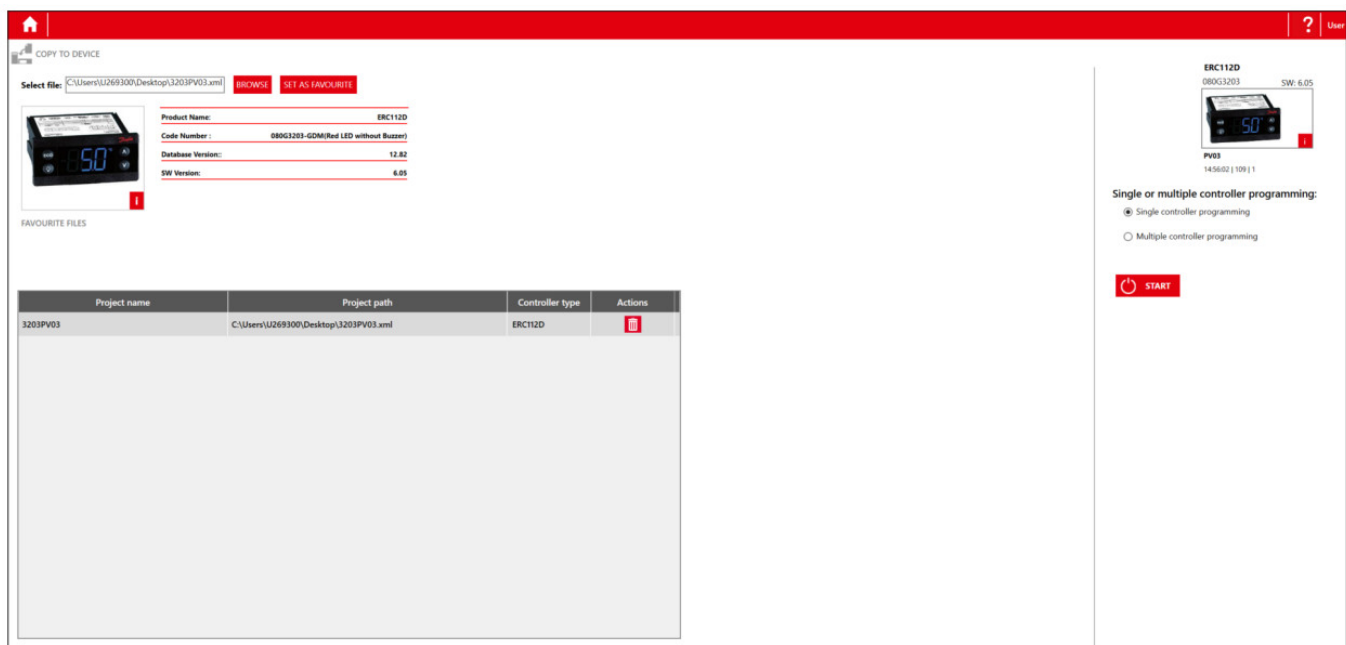 ? User
COPY TO DEVICE
Select file: C:\Users\U269300\Desktop\3203PV03.xml BROWSE SET AS FAVOURITE
Product Name: ERC112D
Code Number : 080G3203-GDM(Red LED without Buzzer)
Database Version:: 12.82
SW Version: 6.05
50
i
FAVOURITE FILES
Project name Project path Controller type Actions
3203PV03 C:\Users\U269300\Desktop\3203PV03.xml ERC112D
ERC112D
080G3203 SW: 6.05
50
i
PV03
14:56:02 | 109 | 1
Single or multiple controller programming:
Single controller programming
Multiple controller programming
START